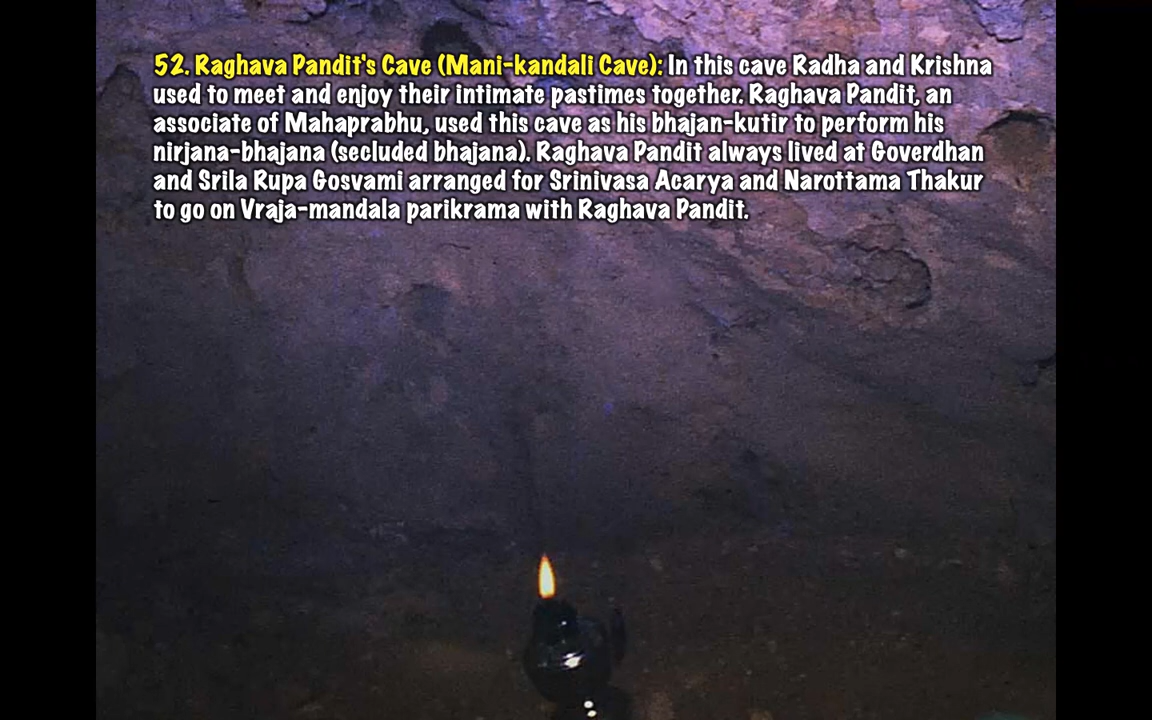 52. Raghava Pandit's Cave (Mani-kandali Cave): In this cave Radha and Krishna
used to meet and enjoy their intimate pastimes together. Raghava Pandit, an
associate of Mahaprabhu, used this cave as his bhajan-kutir to perform his
nirjana-bhajana (secluded bhajana). Raghava Pandit always lived at Goverdhan
and Srila Rupa Gosvami arranged for Srinivasa Acarya and Narottama Thakur
to go on Vraja-mandala parikrama with Raghava Pandit.